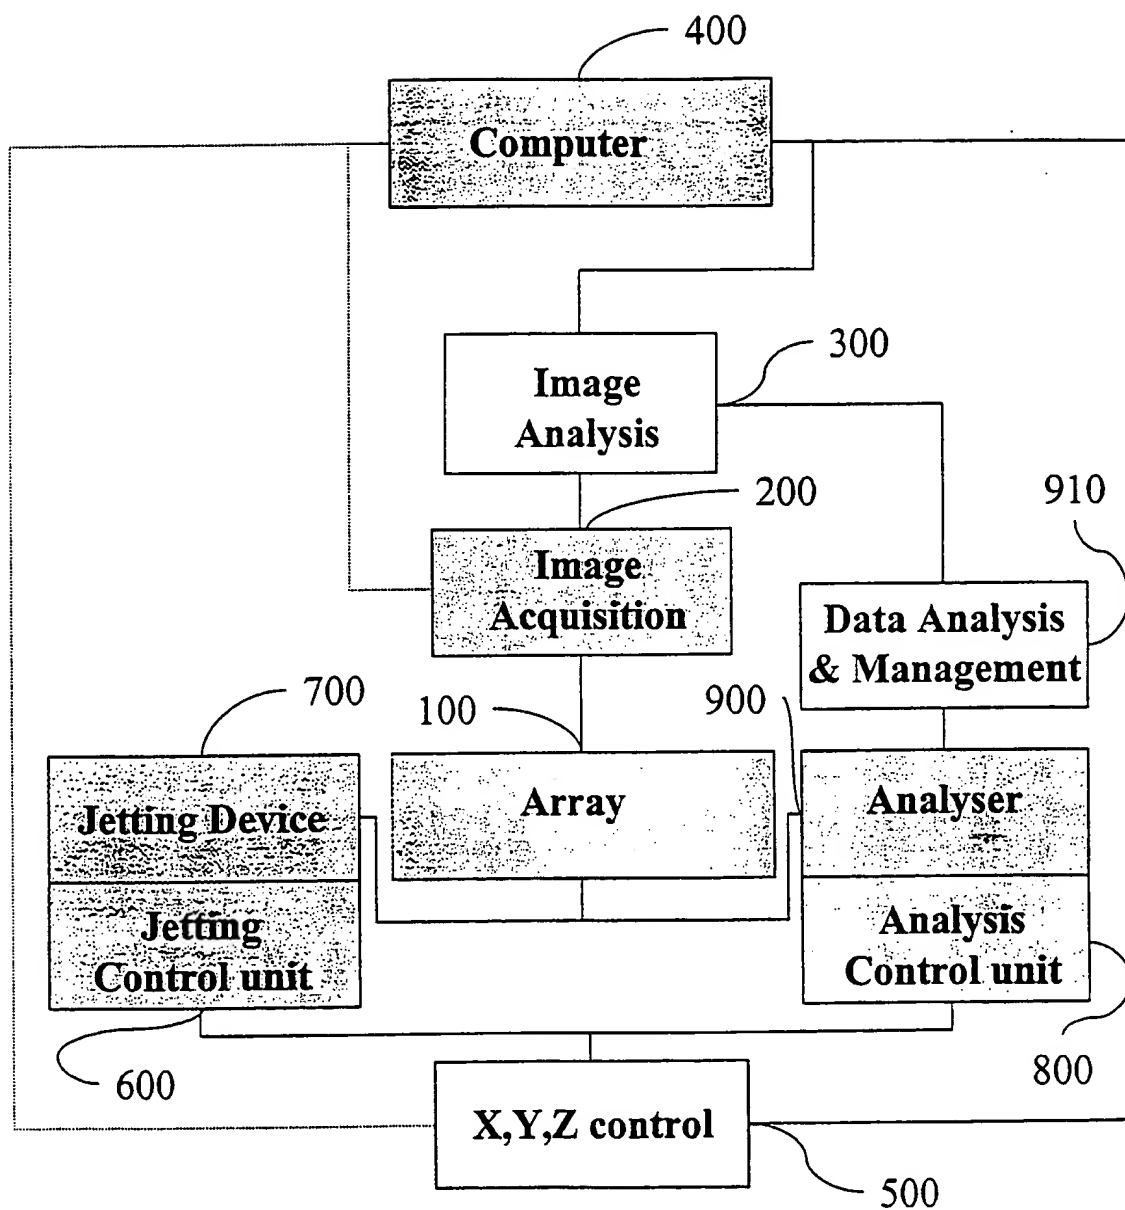 400
Computer
300
Image
Analysis
200
910
Image
Acquisition
Data Analysis
& Management
700
100
900
Jetting Device
Array
Analyser
Jetting
Control unit
Analysis
Control unit
600
800
X,Y,Z control
500